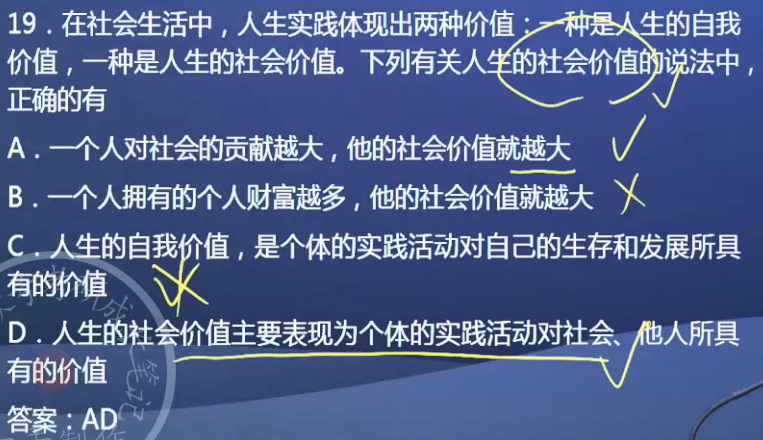 19．在社会生活中，人生实践体现出两种价值：一种是人生的自我
价值，一种是人生的社会价值。下列有关人生的社会价值的说法中，
正确的有
A．一个人对社会的贡献越大，他的社会价值就越大
B．一个人拥有的个人财富越多，他的社会价值就越大
C．人生的自我价值，是个体的实践活动对自己的生存和发展所具
有的价值
D．人生的社会价值主要表现为个体的实践活动对社会、他人所具
有的价值
答案：AD